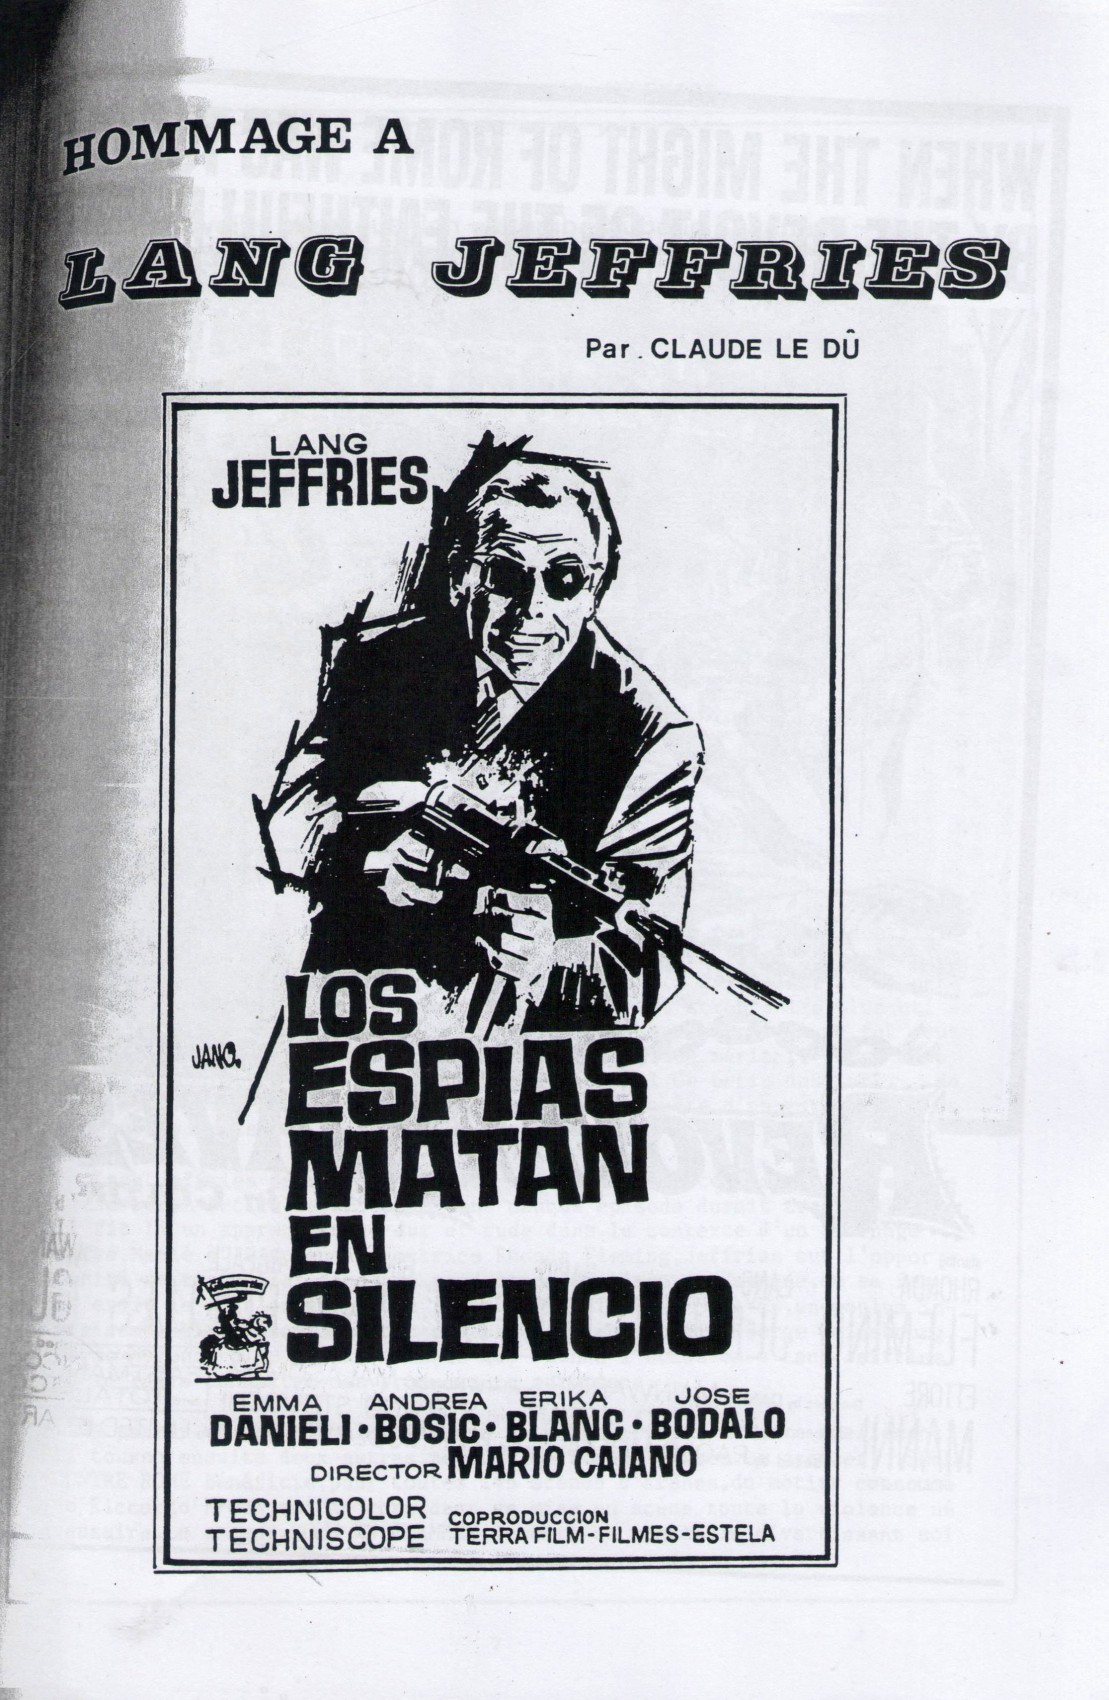 HOMMAGE A
LANG JEFFRIES
Par. CLAUDE LE DÛ
LANG
JEFFRIES
LOS
ESPIAS
MATAN
EN
SILENCIO
JANO.
EMMA ANDREA ERIKA JOSE
DANIELI · BOSIC · BLANC · BODALO
DIRECTOR MARIO CAIANO
TECHNICOLOR
TECHNISCOPE
COPRODUCCION
TERRA FILM-FILMES-ESTELA